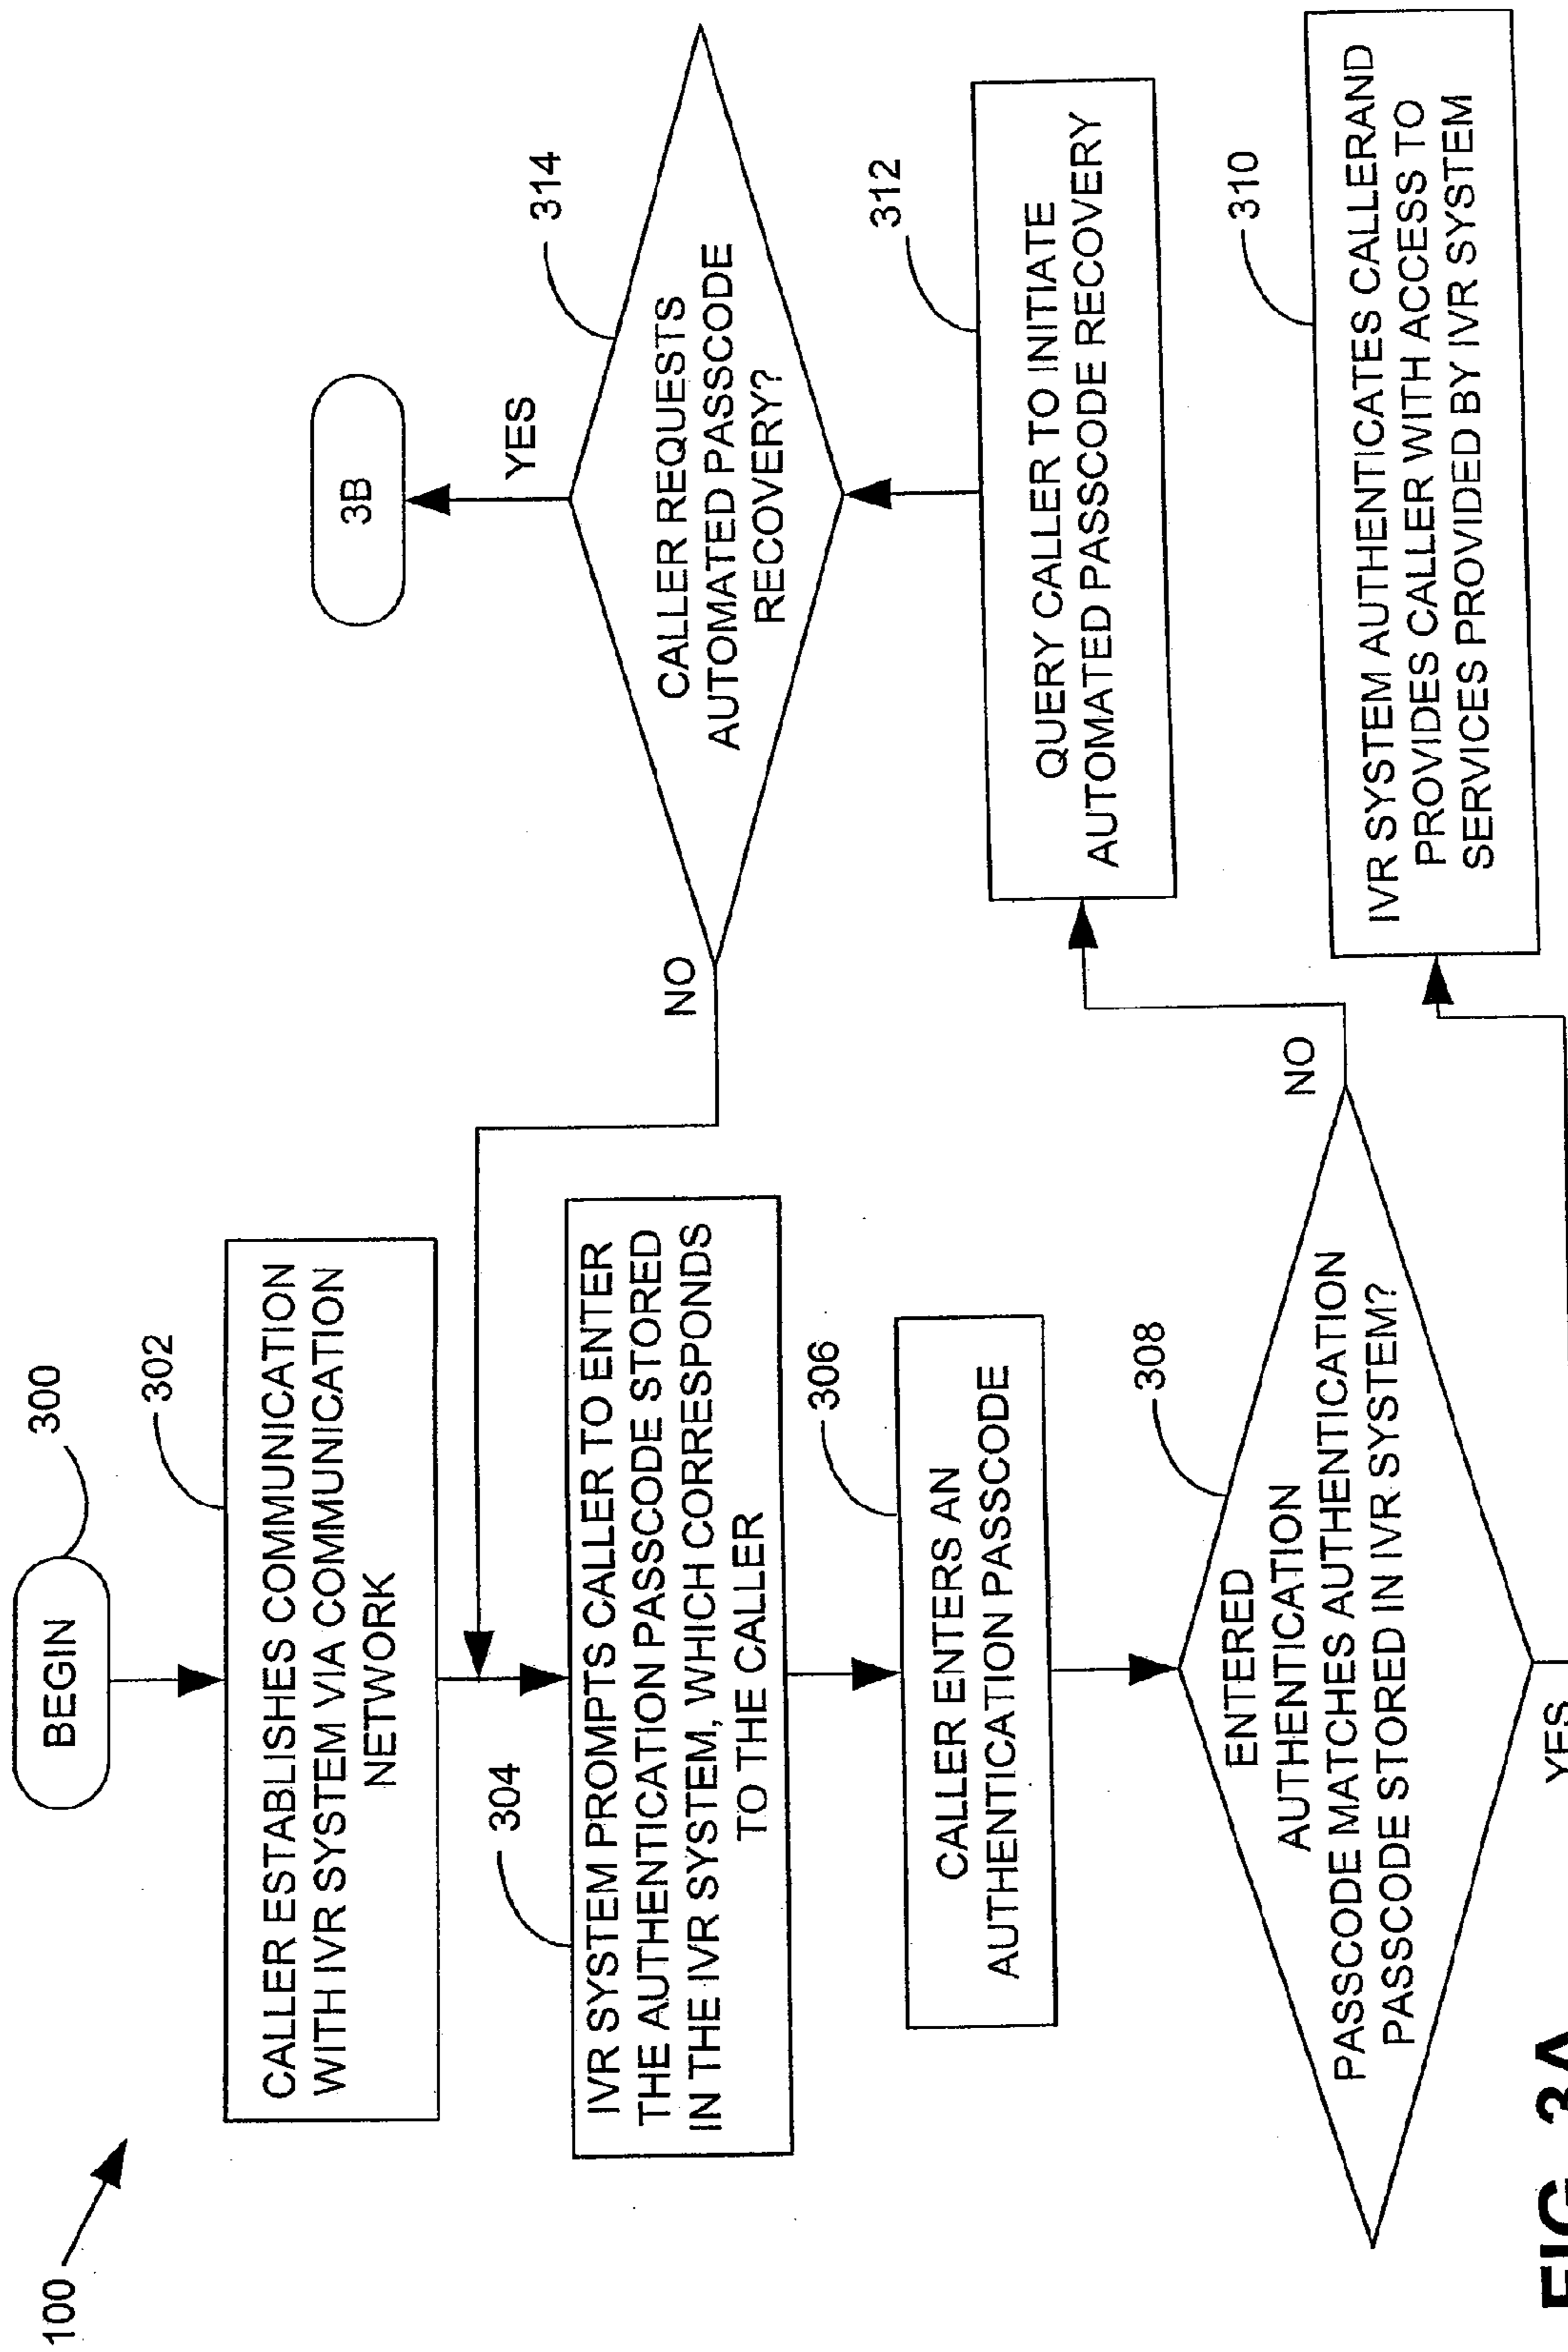 100
BEGIN
300
302
CALLER ESTABLISHES COMMUNICATION
WITH IVR SYSTEM VIA COMMUNICATION
NETWORK
304
IVR SYSTEM PROMPTS CALLER TO ENTER
THE AUTHENTICATION PASSCODE STORED
IN THE IVR SYSTEM, WHICH CORRESPONDS
TO THE CALLER
306
CALLER ENTERS AN
AUTHENTICATION PASSCODE
308
ENTERED
AUTHENTICATION
PASSCODE MATCHES AUTHENTICATION
PASSCODE STORED IN IVR SYSTEM?
NO
YES
3B
YES
314
CALLER REQUESTS
AUTOMATED PASSCODE
RECOVERY?
NO
312
QUERY CALLER TO INITIATE
AUTOMATED PASSCODE RECOVERY
310
IVR SYSTEM AUTHENTICATES CALLERAND
PROVIDES CALLER WITH ACCESS TO
SERVICES PROVIDED BY IVR SYSTEM
FIG. 3A